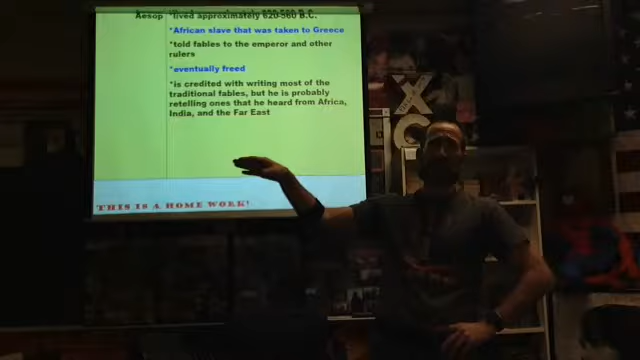 Aesop *lived approximately 620-560 B.C.
*African slave that was taken to Greece
*told fables to the emperor and other
rulers
*eventually freed
*is credited with writing most of the
traditional fables, but he is probably
retelling ones that he heard from Africa,
India, and the Far East
THIS IS A HOME WORK!
X